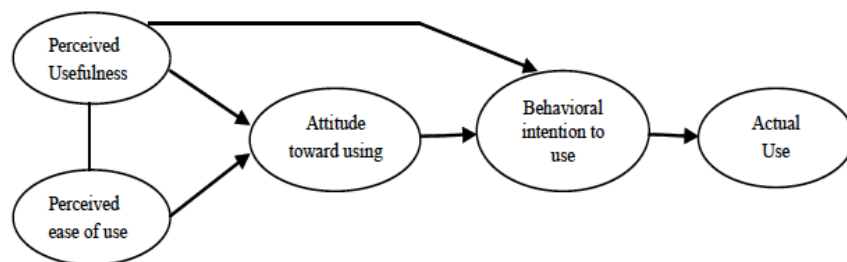 Perceived
Usefulness
Perceived
ease of use
Attitude
toward using
Behavioral
intention to
use
Actual
Use